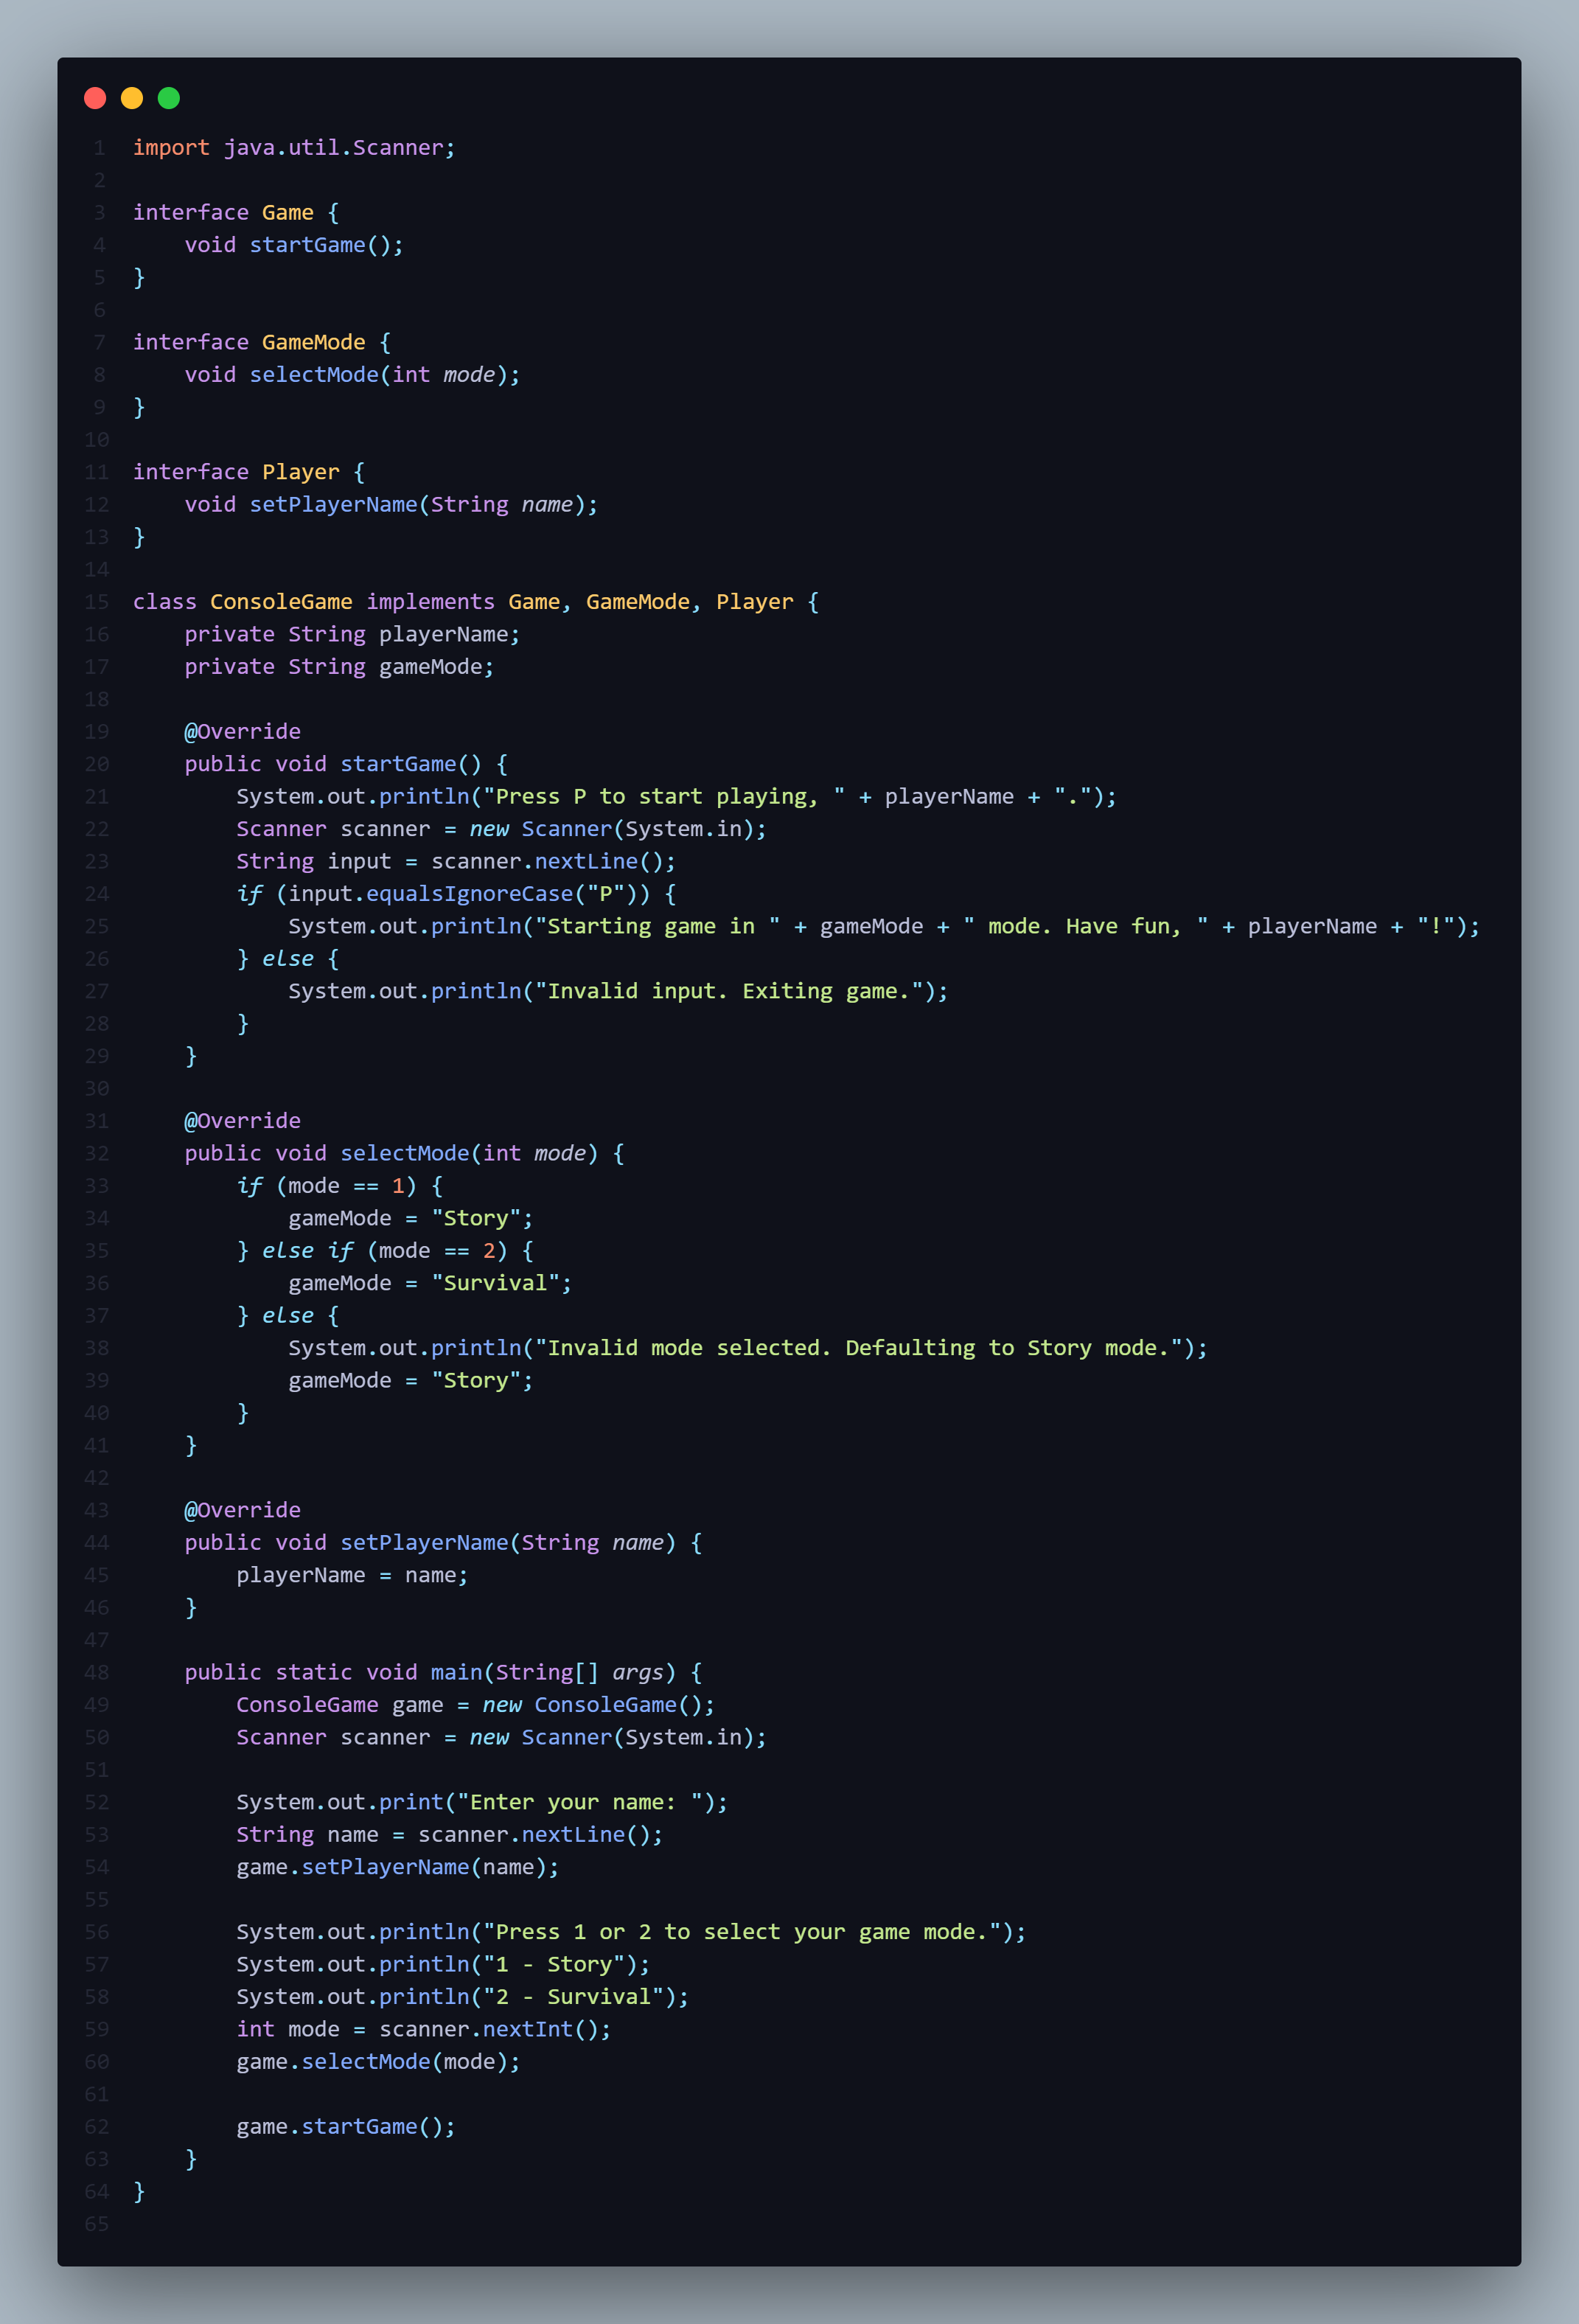 1 import java.util.Scanner;
2
3 interface Game {
4     void startGame();
5 }
6
7 interface GameMode {
8     void selectMode(int mode);
9 }
10
11 interface Player {
12     void setPlayerName(String name);
13 }
14
15 class ConsoleGame implements Game, GameMode, Player {
16     private String playerName;
17     private String gameMode;
18
19     @Override
20     public void startGame() {
21         System.out.println("Press P to start playing, " + playerName + ".");
22         Scanner scanner = new Scanner(System.in);
23         String input = scanner.nextLine();
24         if (input.equalsIgnoreCase("P")) {
25             System.out.println("Starting game in " + gameMode + " mode. Have fun, " + playerName + "!");
26         } else {
27             System.out.println("Invalid input. Exiting game.");
28         }
29     }
30
31     @Override
32     public void selectMode(int mode) {
33         if (mode == 1) {
34             gameMode = "Story";
35         } else if (mode == 2) {
36             gameMode = "Survival";
37         } else {
38             System.out.println("Invalid mode selected. Defaulting to Story mode.");
39             gameMode = "Story";
40         }
41     }
42
43     @Override
44     public void setPlayerName(String name) {
45         playerName = name;
46     }
47
48     public static void main(String[] args) {
49         ConsoleGame game = new ConsoleGame();
50         Scanner scanner = new Scanner(System.in);
51
52         System.out.print("Enter your name: ");
53         String name = scanner.nextLine();
54         game.setPlayerName(name);
55
56         System.out.println("Press 1 or 2 to select your game mode.");
57         System.out.println("1 - Story");
58         System.out.println("2 - Survival");
59         int mode = scanner.nextInt();
60         game.selectMode(mode);
61
62         game.startGame();
63     }
64 }
65